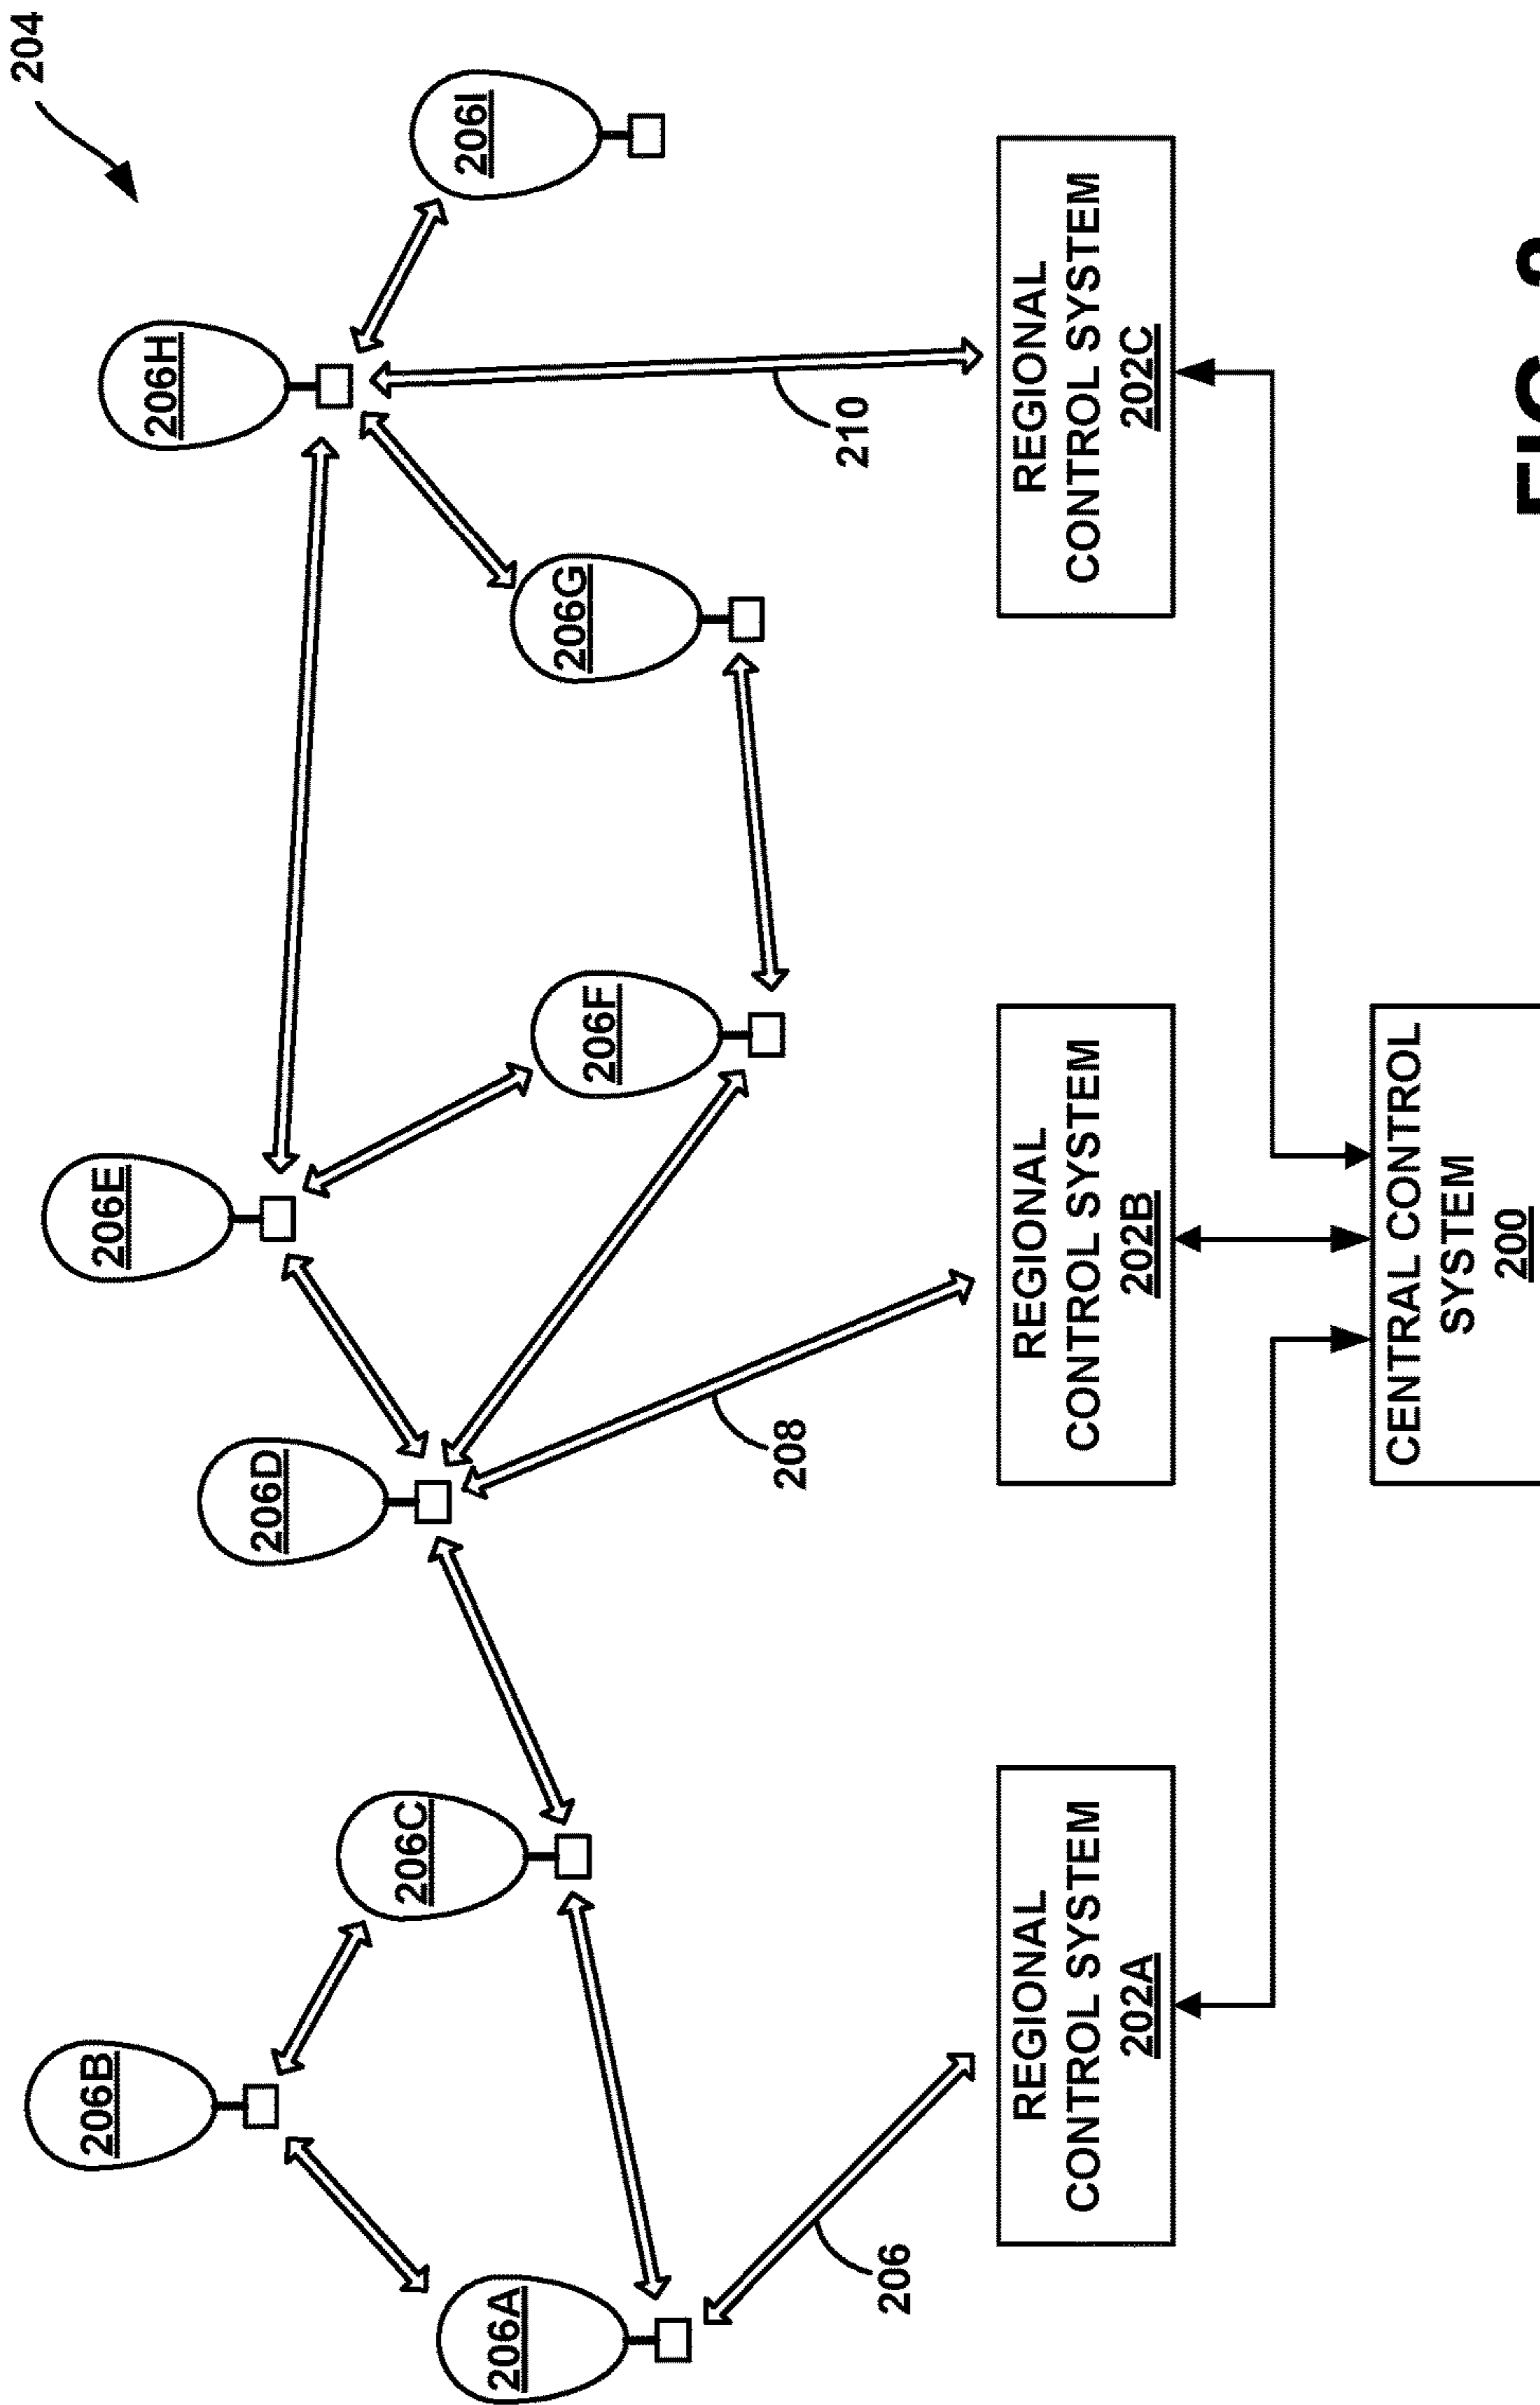 204
206B
206E
206H
206D
206C
206I
206A
206G
206F
210
208
206
REGIONAL
CONTROL SYSTEM
202A
REGIONAL
CONTROL SYSTEM
202B
REGIONAL
CONTROL SYSTEM
202C
CENTRAL CONTROL
SYSTEM
200
FIG